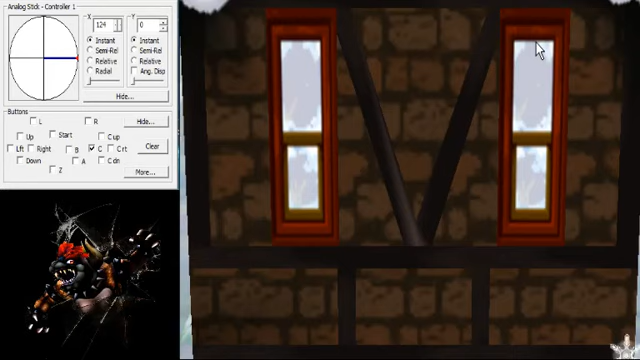 Analog Stick - Controller 1
X
124
Y
0
Instant
Semi-Rel
Relative
Radial
Instant
Semi-Rel
Relative
Ang. Disp
Hide...
Buttons
L
R
Hide...
Up
Start
C up
Lft
Right
B
C
C rt
Clear
Down
A
C dn
Z
More...